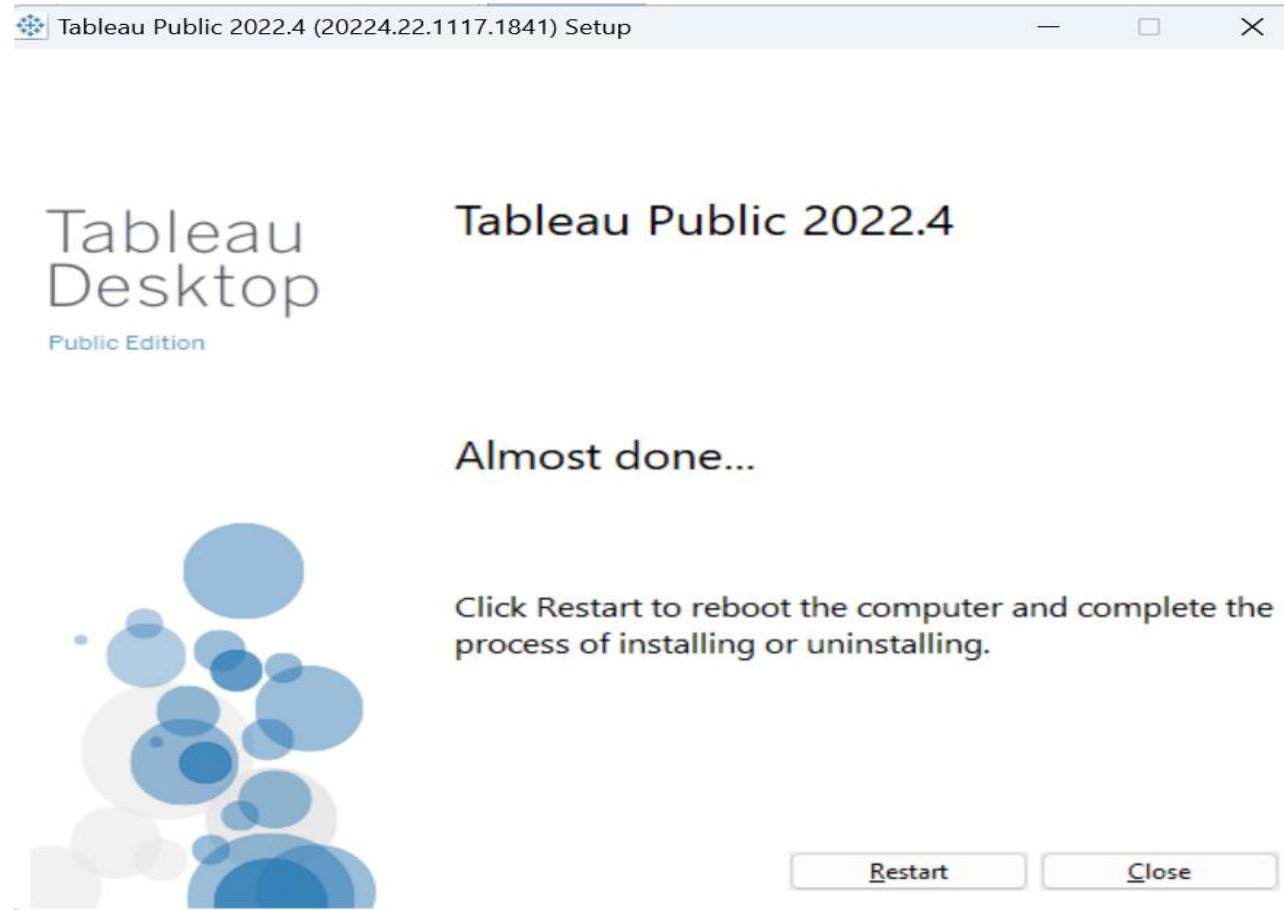 Tableau Public 2022.4 (20224.22.1117.1841) Setup
Tableau
Desktop
Public Edition
Tableau Public 2022.4
Almost done...
Click Restart to reboot the computer and complete the
process of installing or uninstalling.
Restart
Close